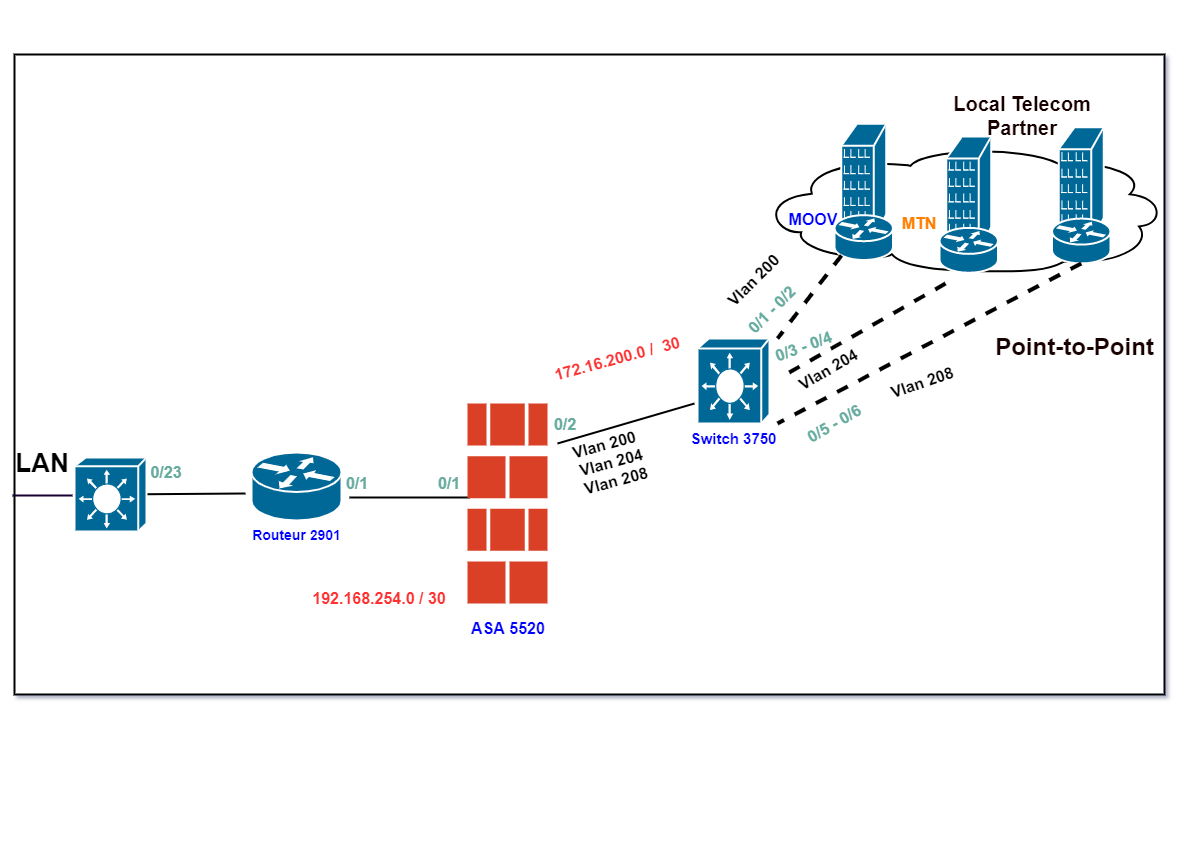 Local Telecom
Partner
MOOV
MTN
Vlan 200
0/1 - 0/2
0/3 - 0/4
Vlan 204
Vlan 208
0/5 - 0/6
Point-to-Point
172.16.200.0 /  30
Switch 3750
0/2
Vlan 200
Vlan 204
Vlan 208
LAN
0/23
0/1
0/1
Routeur 2901
192.168.254.0 / 30
ASA 5520